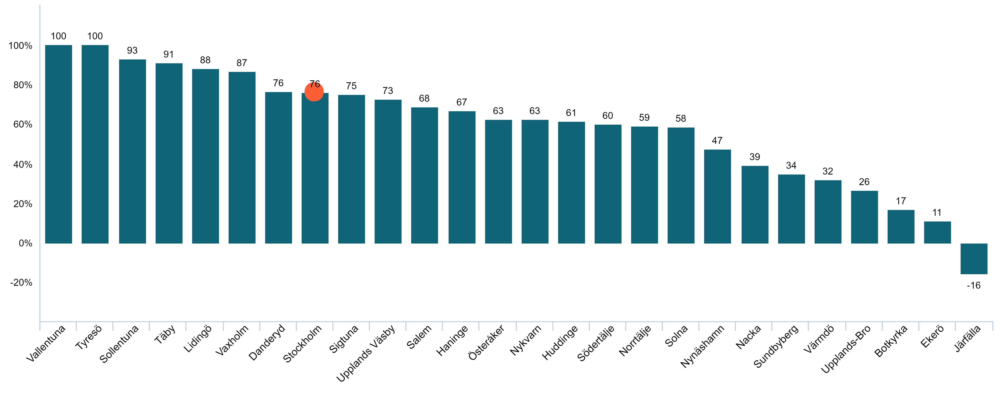 100 100 93 91 88 87 76 76 75 73 68 67 63 63 61 60 59 58 47 39 34 32 26 17 11 -16
100%
80%
60%
40%
20%
0%
-20%
Vallentuna
Tyresö
Sollentuna
Täby
Lidingö
Vaxholm
Danderyd
Stockholm
Sigtuna
Upplands Väsby
Salem
Haninge
Österåker
Nykvarn
Huddinge
Södertälje
Norrtälje
Solna
Nynäshamn
Nacka
Sundbyberg
Värmdö
Upplands-Bro
Botkyrka
Ekerö
Järfälla